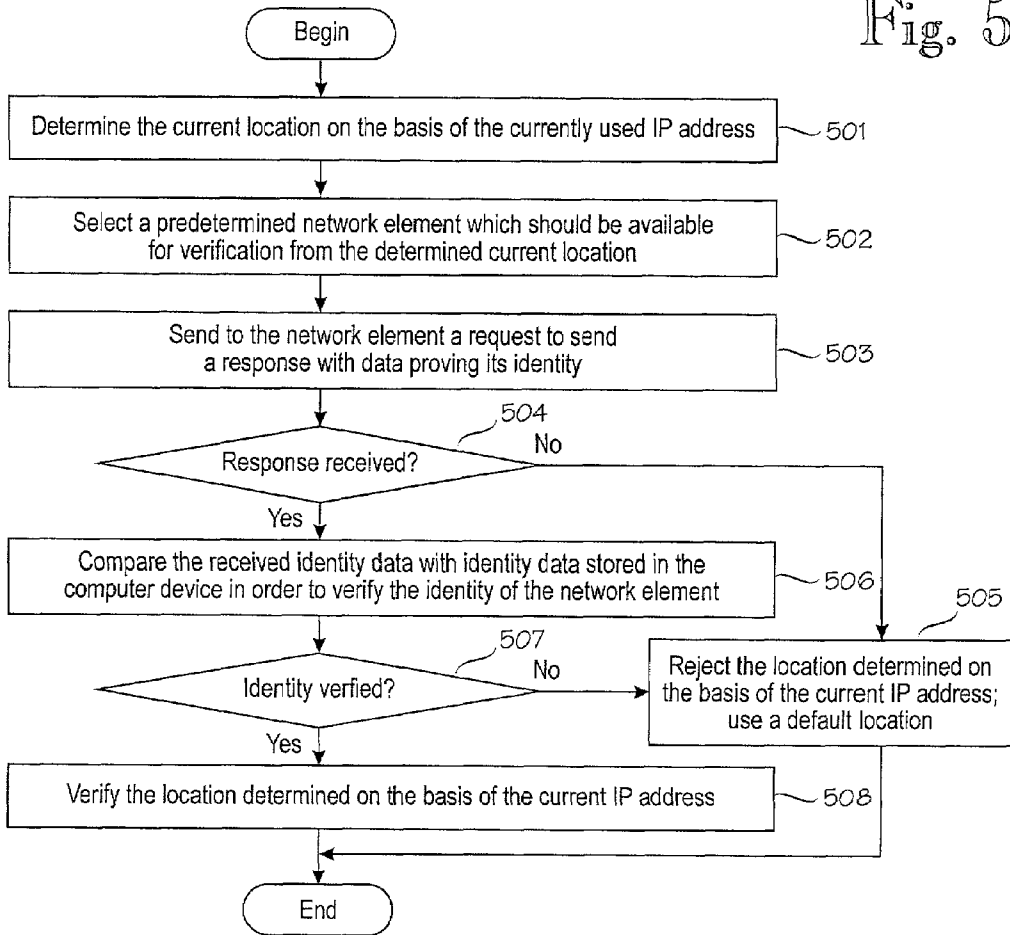 Fig. 5
Begin
Determine the current location on the basis of the currently used IP address
501
Select a predetermined network element which should be available
for verification from the determined current location
502
Send to the network element a request to send
a response with data proving its identity
503
504
Response received?
No
Yes
Compare the received identity data with identity data stored in the
computer device in order to verify the identity of the network element
506
505
Reject the location determined on
the basis of the current IP address;
use a default location
507
Identity verfied?
No
Yes
Verify the location determined on the basis of the current IP address
508
End